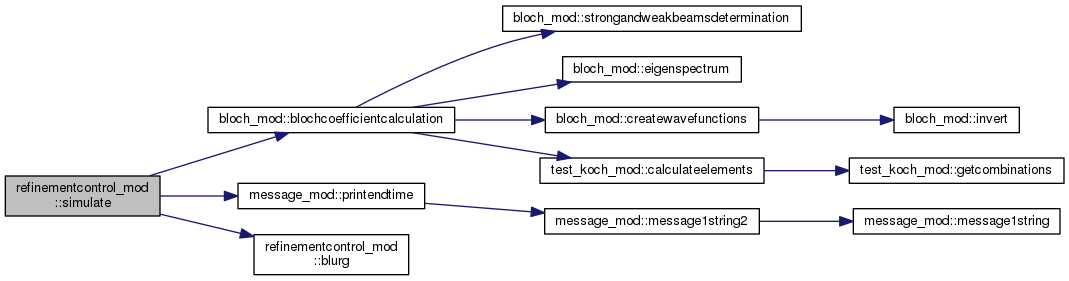 bloch_mod::strongandweakbeamsdetermination
bloch_mod::eigenspectrum
bloch_mod::blochcoefficientcalculation
bloch_mod::createwavefunctions
bloch_mod::invert
test_koch_mod::calculateelements
test_koch_mod::getcombinations
refinementcontrol_mod
::simulate
message_mod::printendtime
message_mod::message1string2
message_mod::message1string
refinementcontrol_mod
::blurg